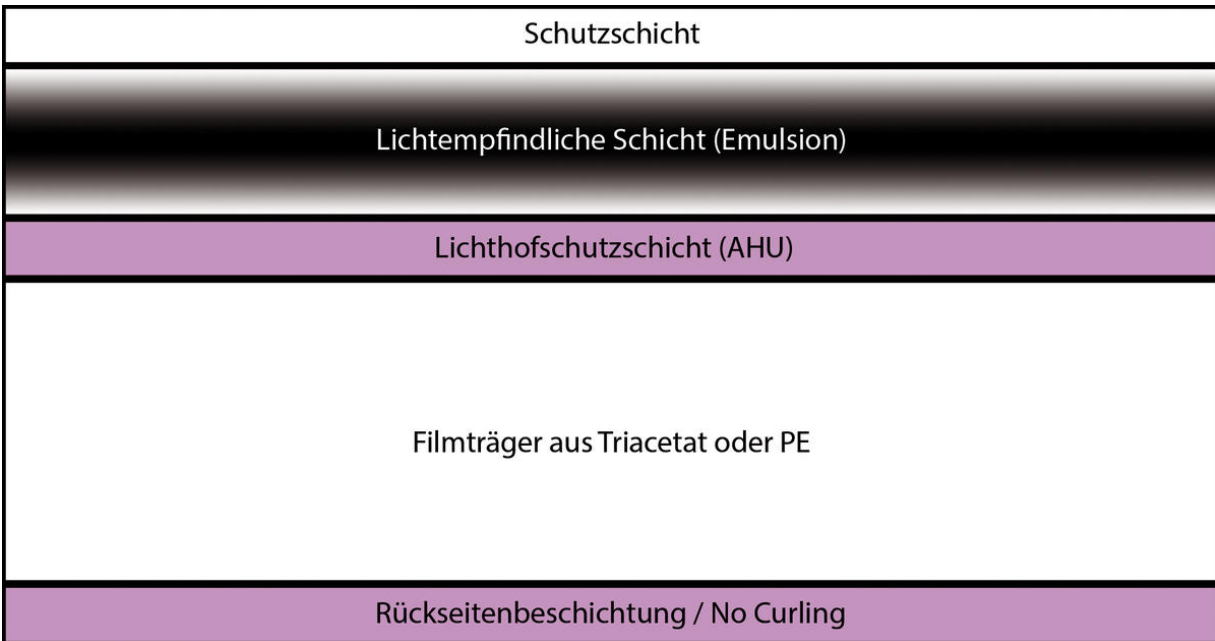 Schutzschicht
Lichtempfindliche Schicht (Emulsion)
Lichthofschutzschicht (AHU)
Filmträger aus Triacetat oder PE
Rückseitenbeschichtung / No Curling